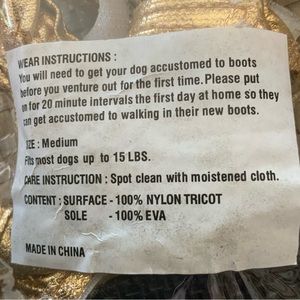 WEAR INSTRUCTIONS :
You will need to get your dog accustomed to boots
before you venture out for the first time. Please put
on for 20 minute intervals the first day at home so they
can get accustomed to walking in their new boots.
SIZE : Medium
Fits most dogs up to 15 LBS.
CARE INSTRUCTION : Spot clean with moistened cloth.
CONTENT : SURFACE - 100% NYLON TRICOT
SOLE - 100% EVA
MADE IN CHINA